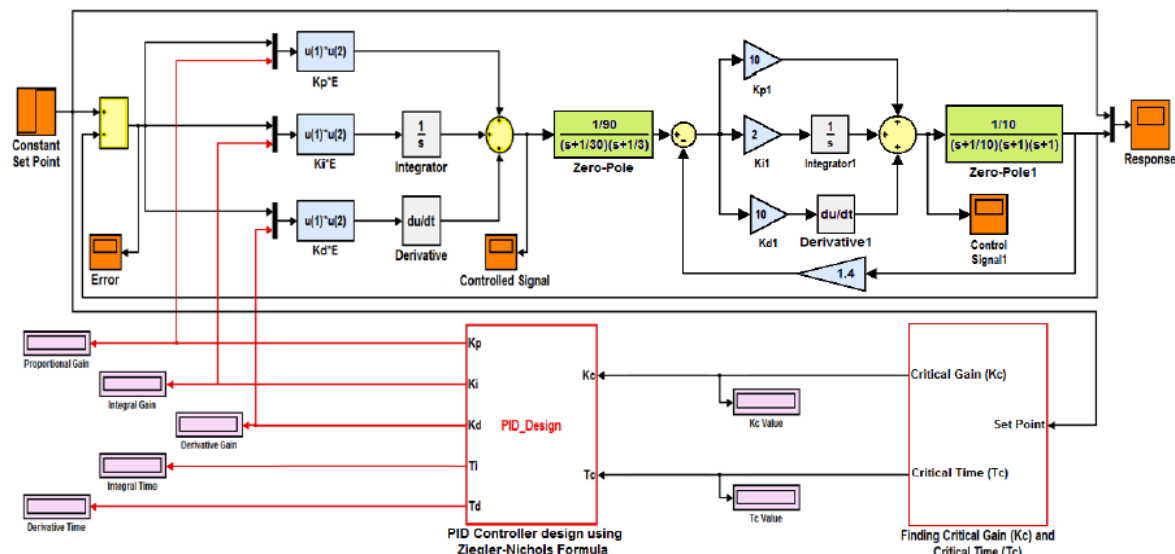 Constant
Set Point
Error
u(1)*u(2)
Kp*E
u(1)*u(2)
Ki*E
u(1)*u(2)
Kd*E
1
s
Integrator
du/dt
Derivative
Controlled Signal
1/90
(s+1/30)(s+1/3)
Zero-Pole
10
Kp1
2
Ki1
10
Kd1
1
s
Integrator1
du/dt
Derivative1
1.4
1/10
(s+1/10)(s+1)(s+1)
Zero-Pole1
Control
Signal1
Response
Proportional Gain
Integral Gain
Derivative Gain
Integral Time
Derivative Time
Kp
Ki
Kd
Ti
Td
PID_Design
Kc
Tc
PID Controller design using
Ziegler-Nichols Formula
Kc Value
Tc Value
Critical Gain (Kc)
Set Point
Critical Time (Tc)
Finding Critical Gain (Kc) and
Critical Time (Tc)